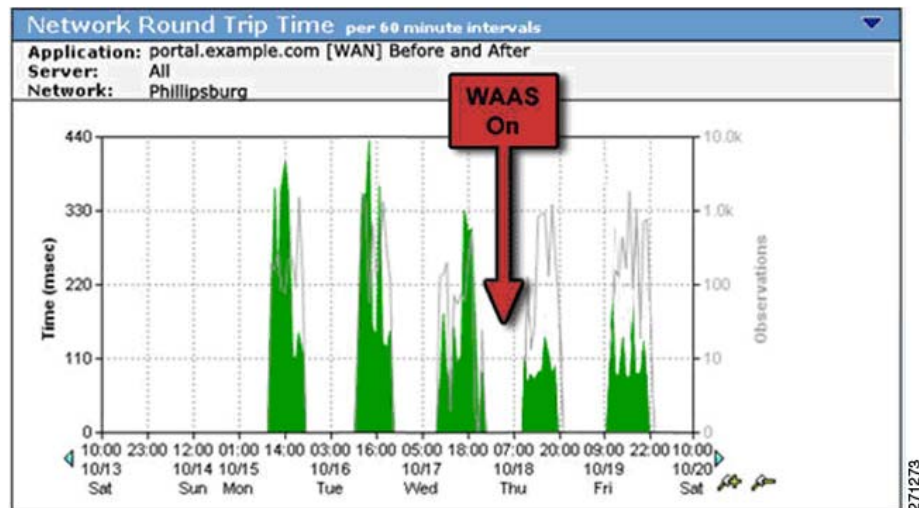 Network Round Trip Time per 60 minute intervals
Application: portal.example.com [WAN] Before and After
Server: All
Network: Phillipsburg
WAAS
On
440
330
220
110
0
Time (msec)
10.0k
1.0k
100
10
0
Observations
10:00 23:00 12:00 01:00 14:00 03:00 16:00 05:00 18:00 07:00 20:00 09:00 22:00 10:00
10/13 10/14 10/15 10/16 10/17 10/18 10/19 10/20
Sat Sun Mon Tue Wed Thu Fri Sat
271273